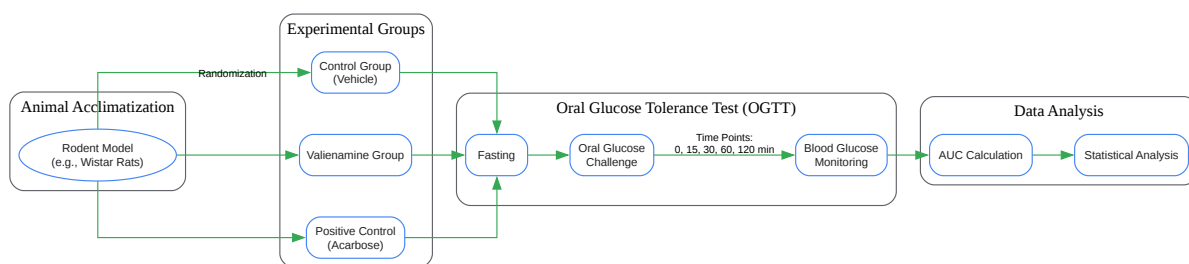 Animal Acclimatization
Rodent Model
(e.g., Wistar Rats)
Randomization
Experimental Groups
Control Group
(Vehicle)
Valienamine Group
Positive Control
(Acarbose)
Oral Glucose Tolerance Test (OGTT)
Fasting
Oral Glucose
Challenge
Time Points:
0, 15, 30, 60, 120 min
Blood Glucose
Monitoring
Data Analysis
AUC Calculation
Statistical Analysis